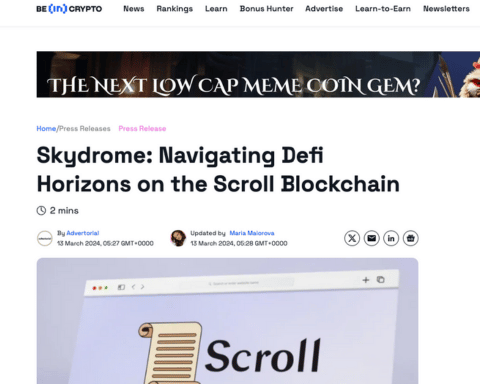 BE[IN]CRYPTO
News Rankings Learn Bonus Hunter Advertise Learn-to-Earn Newsletters
THE NEXT LOW CAP MEME COIN GEM?
Home/Press Releases Press Release
Skydrome: Navigating Defi
Horizons on the Scroll Blockchain
2 mins
By Advertorial
13 March 2024, 05:27 GMT+0000
Updated by Maria Maiorova
13 March 2024, 05:28 GMT+0000
Scroll